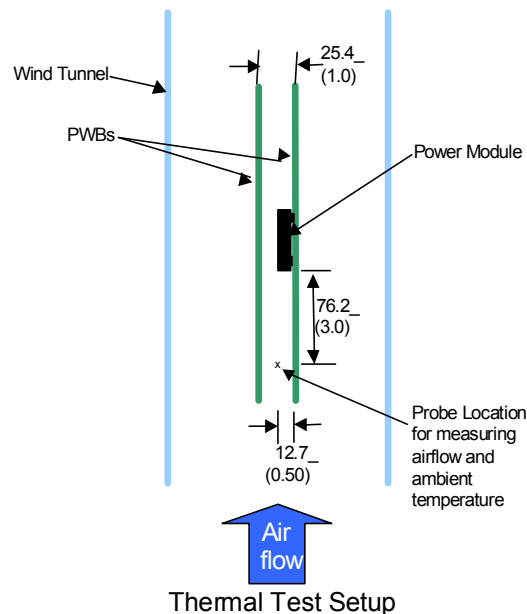 25.4_
(1.0)
Wind Tunnel
PWBs
Power Module
76.2_
(3.0)
x
Probe Location
for measuring
airflow and
ambient
temperature
12.7_
(0.50)
Air
flow
Thermal Test Setup